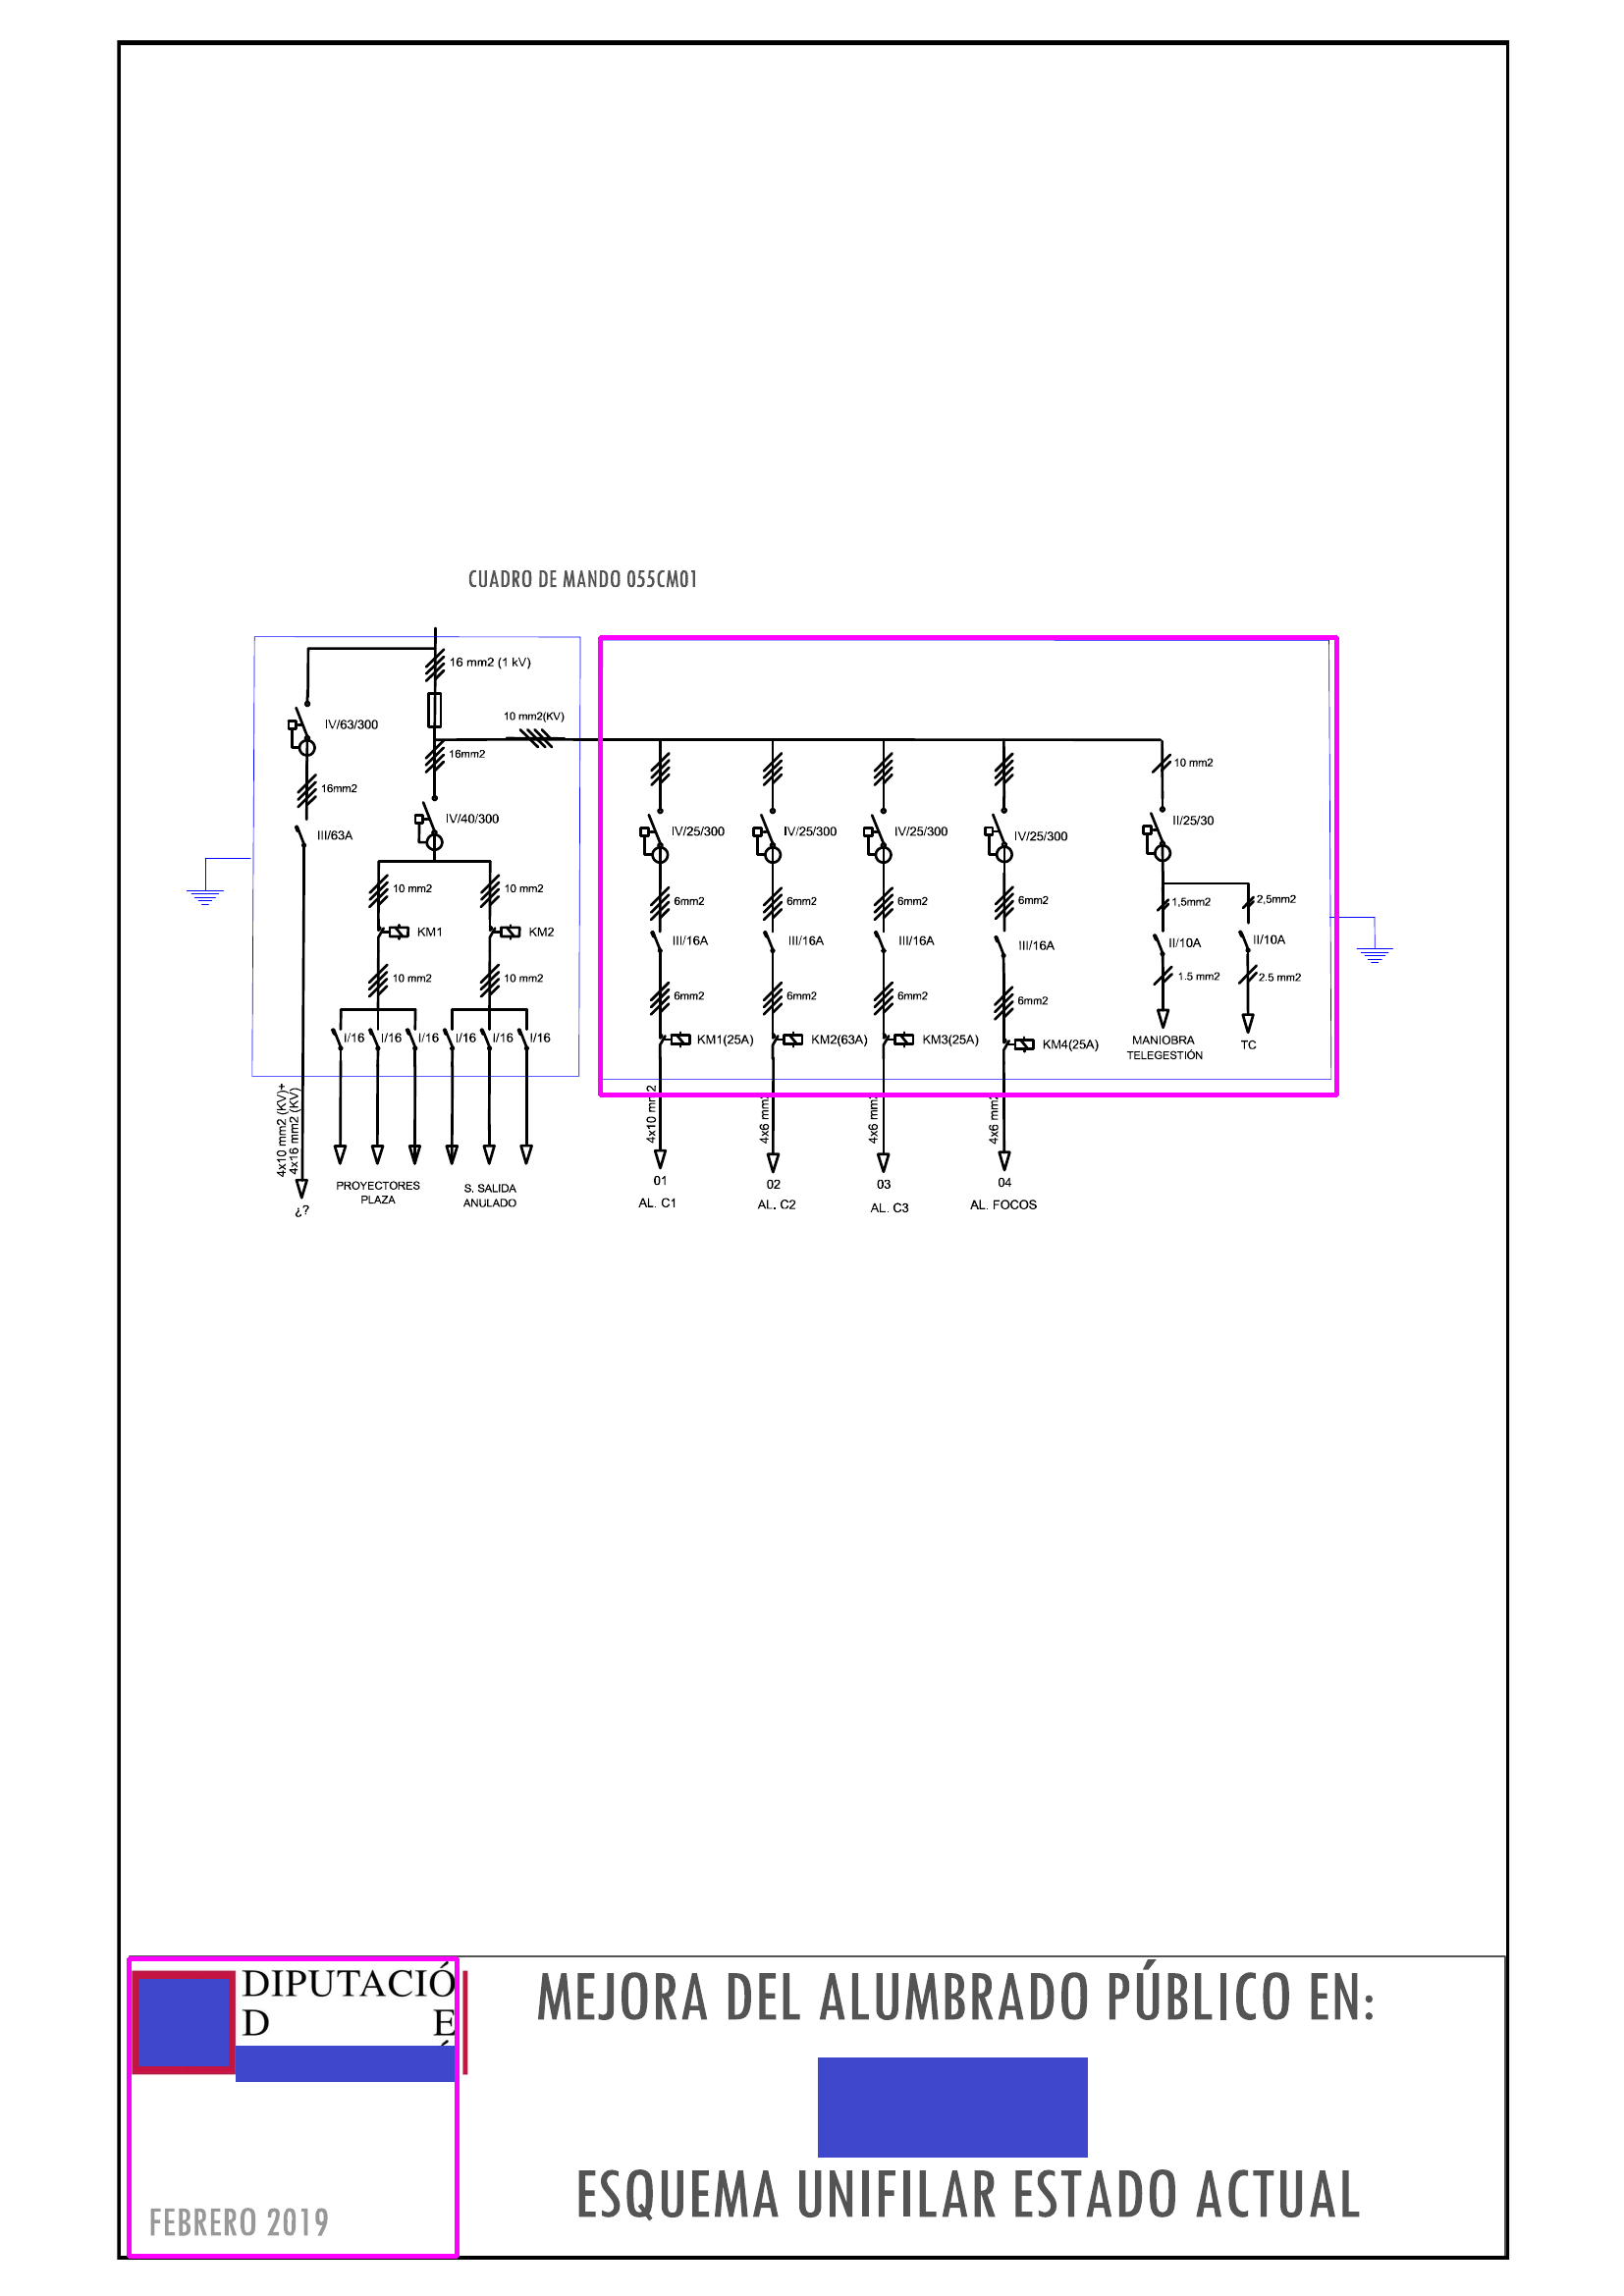 CUADRO DE MANDO 055CM01
16 mm2 (1 kV)
10 mm2(KV)
IV/63/300
16mm2
16mm2
III/63A
IV/40/300
10 mm2
10 mm2
KM1
KM2
10 mm2
10 mm2
I/16
I/16
I/16
I/16
I/16
I/16
4x10 mm2 (KV)+
4x16 mm2 (KV)
¿?
PROYECTORES
PLAZA
S. SALIDA
ANULADO
10 mm2
IV/25/300
IV/25/300
IV/25/300
IV/25/300
II/25/30
6mm2
6mm2
6mm2
6mm2
1,5mm2
2,5mm2
III/16A
III/16A
III/16A
III/16A
II/10A
II/10A
6mm2
6mm2
6mm2
6mm2
1.5 mm2
2.5 mm2
KM1(25A)
KM2(63A)
KM3(25A)
KM4(25A)
MANIOBRA
TELEGESTIÓN
TC
4x10 mm2
4x6 mm2
4x6 mm2
4x6 mm2
01
02
03
04
AL. C1
AL. C2
AL. C3
AL. FOCOS
DIPUTACIÓ
D E
MEJORA DEL ALUMBRADO PÚBLICO EN:
ESQUEMA UNIFILAR ESTADO ACTUAL
FEBRERO 2019